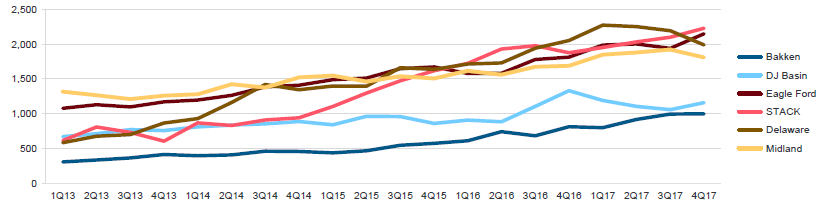 2,500
2,000
1,500
1,000
500
0
1Q13 2Q13 3Q13 4Q13 1Q14 2Q14 3Q14 4Q14 1Q15 2Q15 3Q15 4Q15 1Q16 2Q16 3Q16 4Q16 1Q17 2Q17 3Q17 4Q17
Bakken
DJ Basin
Eagle Ford
STACK
Delaware
Midland